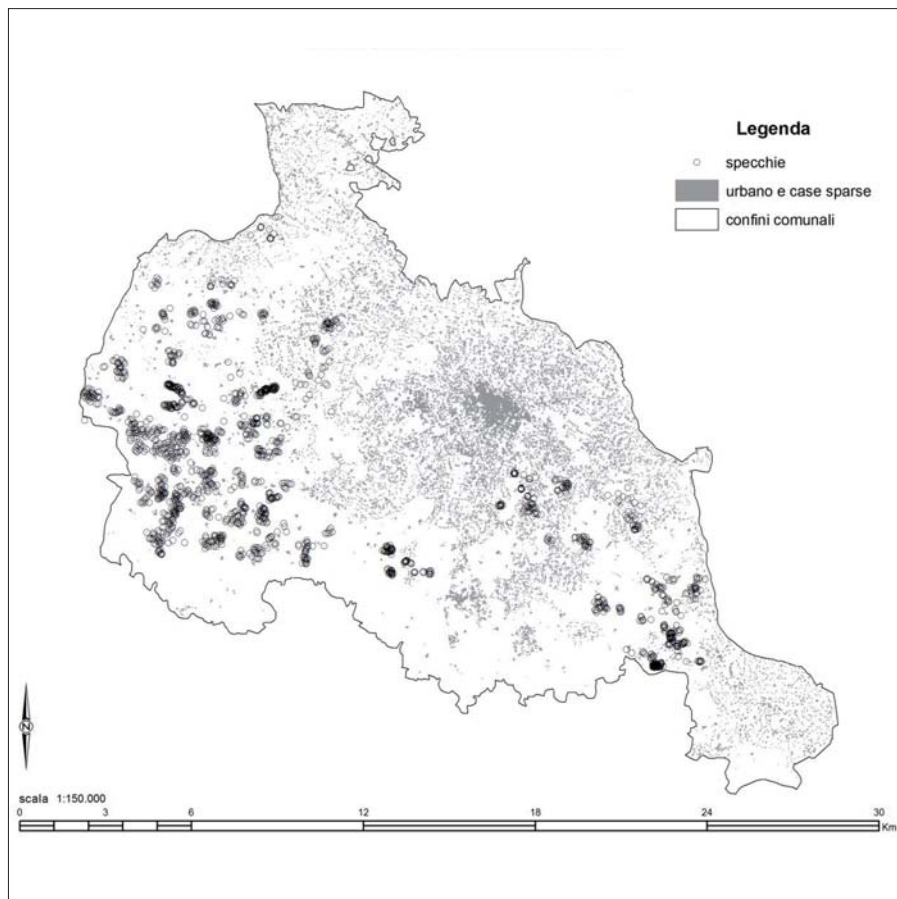 Legenda
specchie
urbano e case sparse
confini comunali
N
scala 1:150.000
0 3 6 12 18 24 30
Km